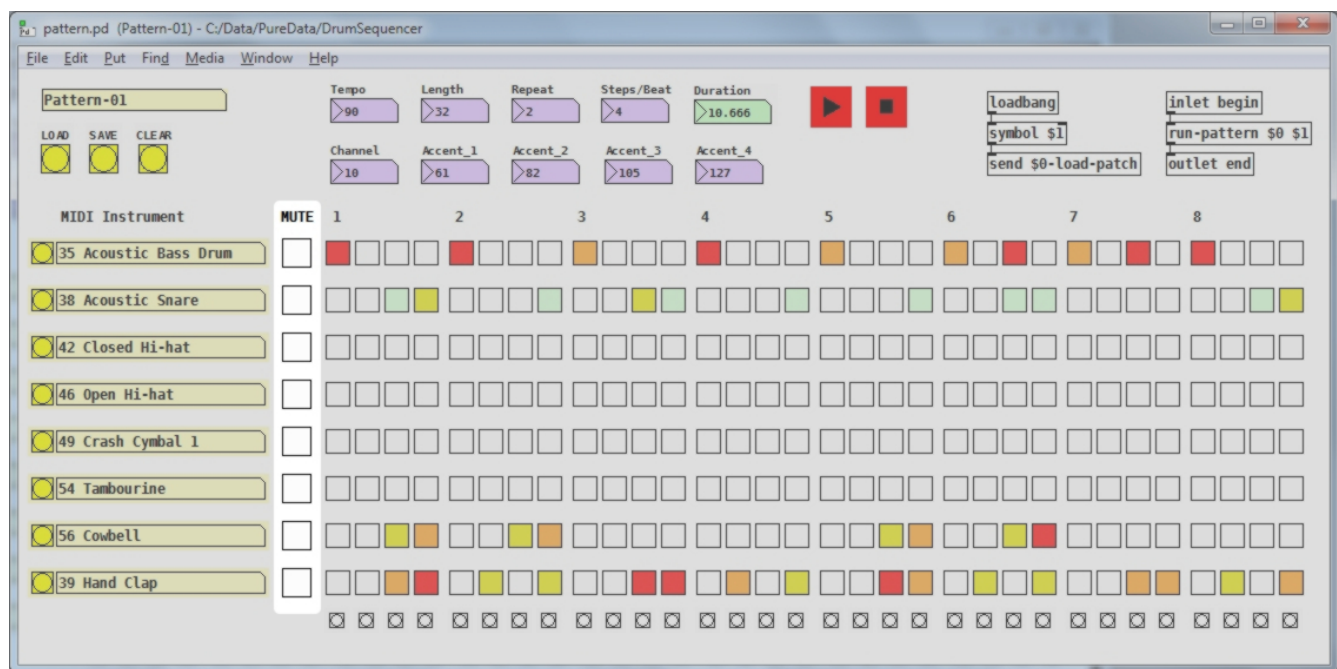 pattern.pd (Pattern-01) - C:/Data/PureData/DrumSequencer
File Edit Put Find Media Window Help
Pattern-01
Tempo Length Repeat Steps/Beat Duration
90 32 2 4 10.666
loadbang inlet begin
LOAD SAVE CLEAR
symbol $1 run-pattern $0 $1
Channel Accent_1 Accent_2 Accent_3 Accent_4
10 61 82 105 127
send $0-load-patch outlet end
MIDI Instrument MUTE 1 2 3 4 5 6 7 8
35 Acoustic Bass Drum
38 Acoustic Snare
42 Closed Hi-hat
46 Open Hi-hat
49 Crash Cymbal 1
54 Tambourine
56 Cowbell
39 Hand Clap